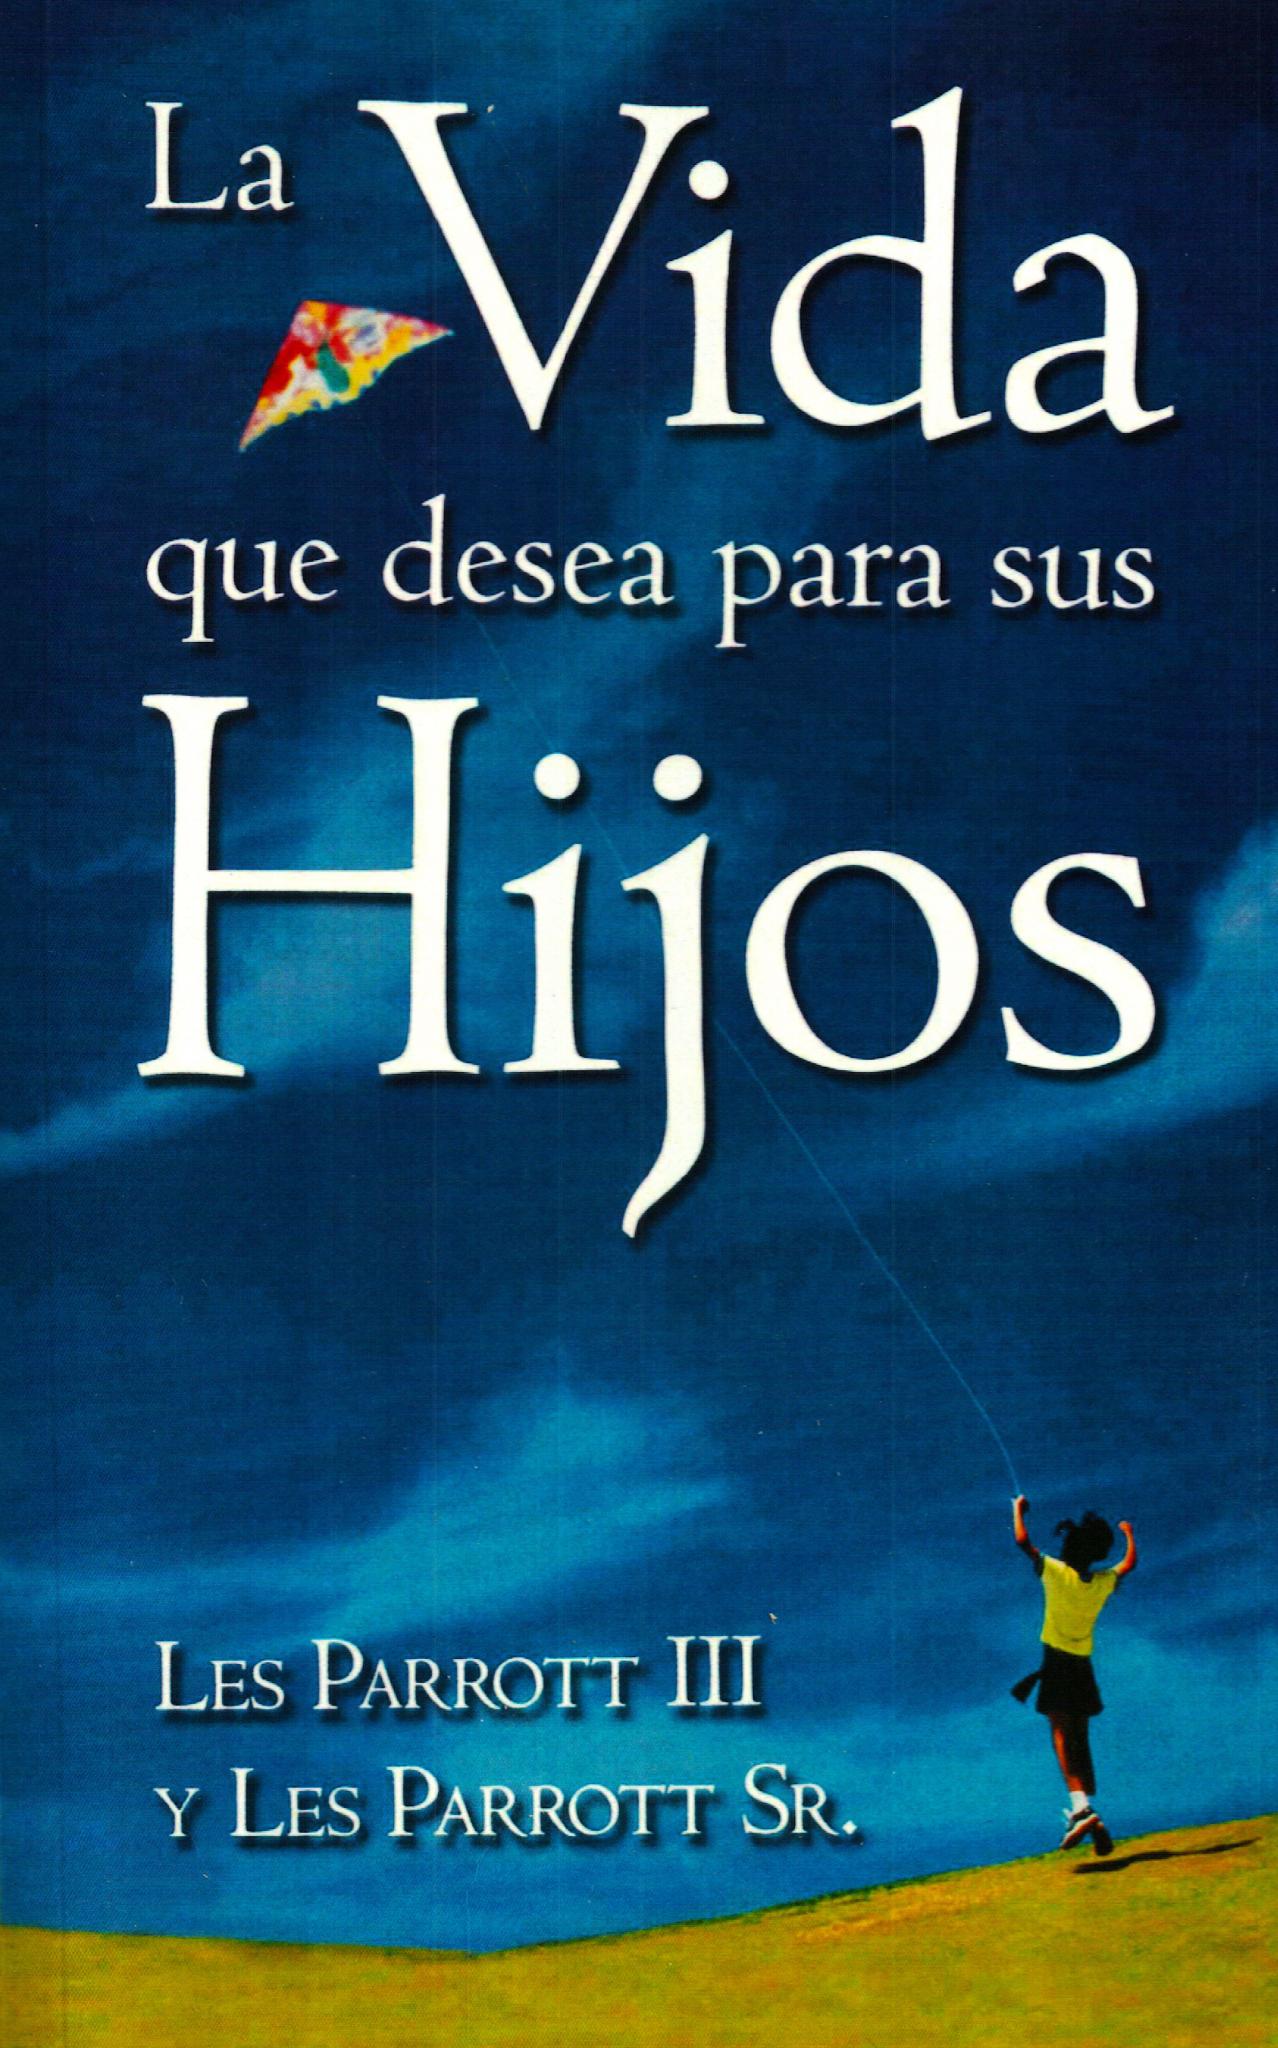 La Vida
que desea para sus
Hijos
Les Parrott III
y Les Parrott Sr.